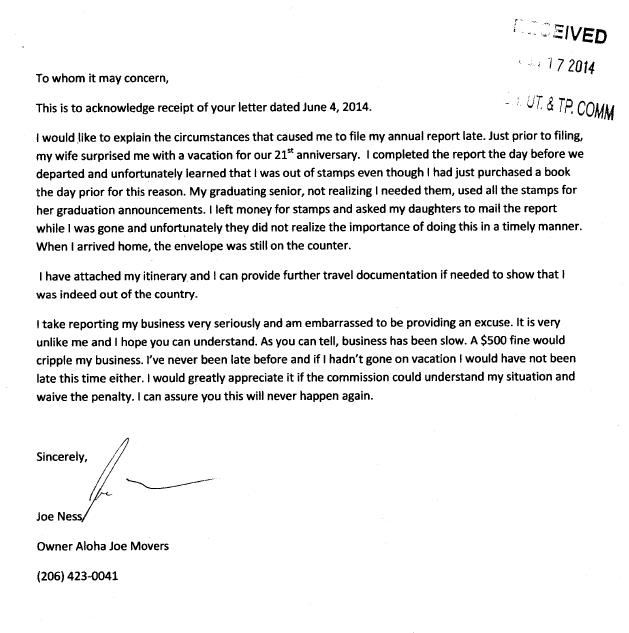 RECEIVED
17 2014
UT. & TP. COMM
To whom it may concern,
This is to acknowledge receipt of your letter dated June 4, 2014.
I would like to explain the circumstances that caused me to file my annual report late. Just prior to filing,
my wife surprised me with a vacation for our 21st anniversary. I completed the report the day before we
departed and unfortunately learned that I was out of stamps even though I had just purchased a book
the day prior for this reason. My graduating senior, not realizing I needed them, used all the stamps for
her graduation announcements. I left money for stamps and asked my daughters to mail the report
while I was gone and unfortunately they did not realize the importance of doing this in a timely manner.
When I arrived home, the envelope was still on the counter.
I have attached my itinerary and I can provide further travel documentation if needed to show that I
was indeed out of the country.
I take reporting my business very seriously and am embarrassed to be providing an excuse. It is very
unlike me and I hope you can understand. As you can tell, business has been slow. A $500 fine would
cripple my business. I've never been late before and if I hadn't gone on vacation I would have not been
late this time either. I would greatly appreciate it if the commission could understand my situation and
waive the penalty. I can assure you this will never happen again.
Sincerely,
Joe Ness
Owner Aloha Joe Movers
(206) 423-0041